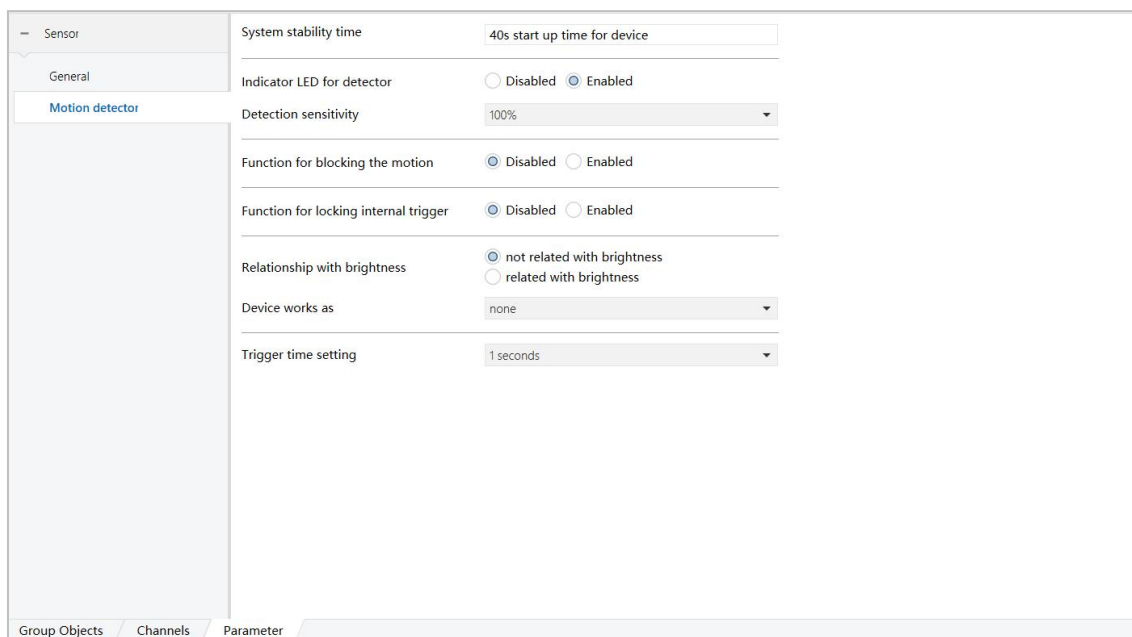 Sensor
General
Motion detector
System stability time 40s start up time for device
Indicator LED for detector Disabled Enabled
Detection sensitivity 100%
Function for blocking the motion Disabled Enabled
Function for locking internal trigger Disabled Enabled
Relationship with brightness not related with brightness
related with brightness
Device works as none
Trigger time setting 1 seconds
Group Objects Channels Parameter